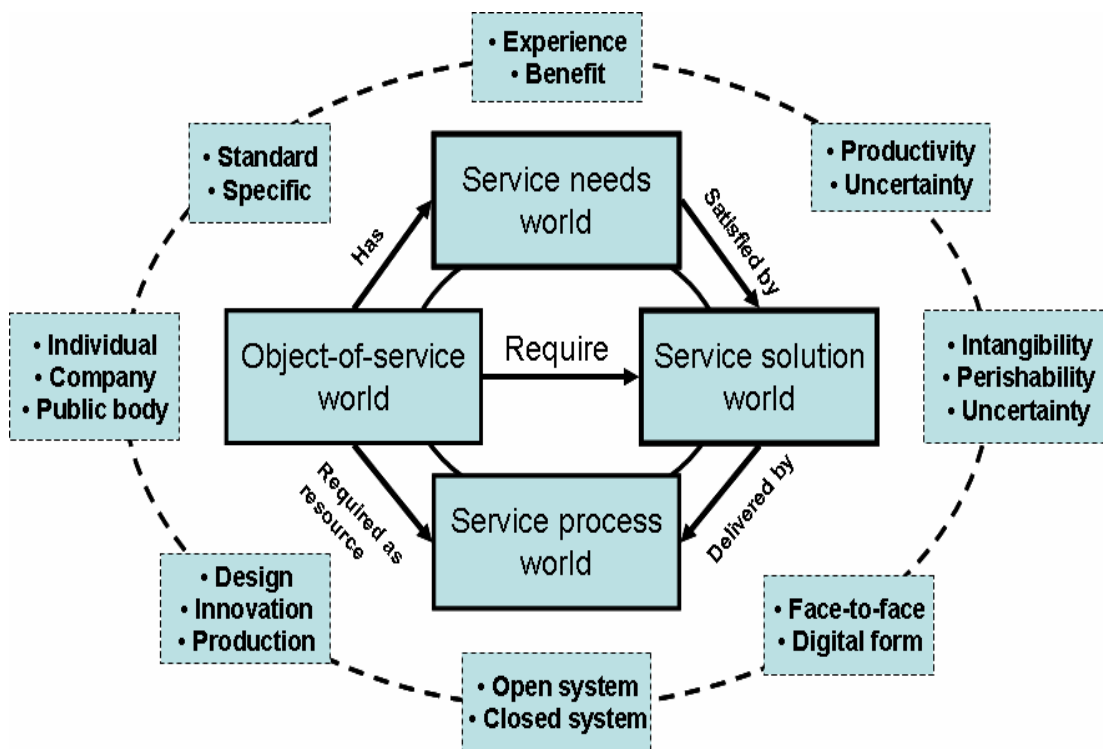 • Experience
• Benefit
• Standard
• Specific
• Productivity
• Uncertainty
Service needs
world
Has
Satisfied by
• Individual
• Company
• Public body
Object-of-service
world
Require
Service solution
world
• Intangibility
• Perishability
• Uncertainty
Required as
resource
Delivered by
Service process
world
• Design
• Innovation
• Production
• Face-to-face
• Digital form
• Open system
• Closed system